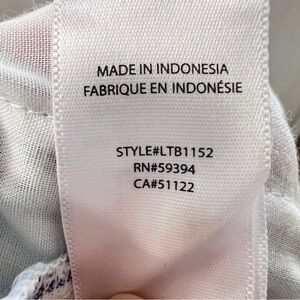 MADE IN INDONESIA
FABRIQUE EN INDONÉSIE
STYLE#LTB1152
RN#59394
CA#51122